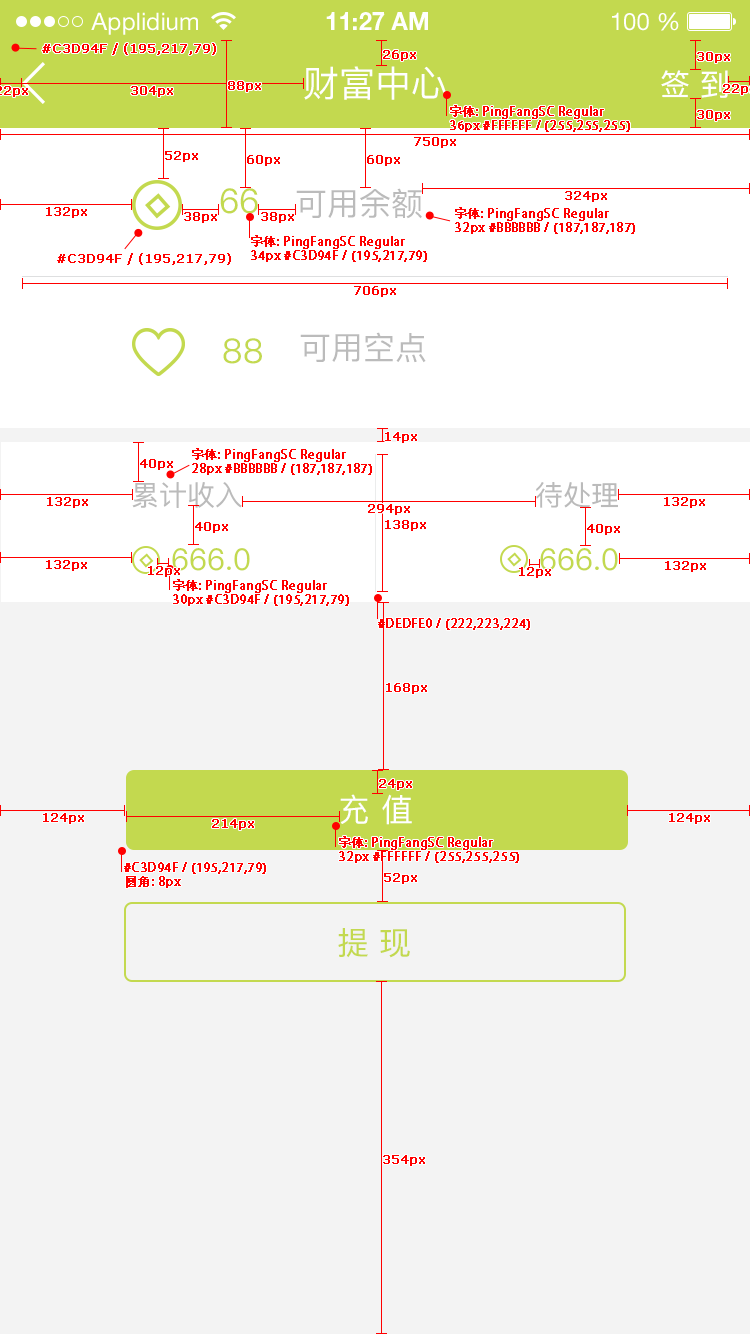 Applidium 11:27 AM 100 %
#C3D94F / (195,217,79)
26px
30px
22px
304px
88px
财富中心
签 到
22px
字体: PingFangSC Regular
36px #FFFFFF / (255,255,255)
30px
750px
52px
60px
60px
132px
38px
66
38px
可用余额
324px
字体: PingFangSC Regular
32px #BBBBBB / (187,187,187)
字体: PingFangSC Regular
34px #C3D94F / (195,217,79)
#C3D94F / (195,217,79)
706px
88
可用空点
14px
40px
字体: PingFangSC Regular
28px #BBBBBB / (187,187,187)
132px
累计收入
294px
待处理
132px
40px
138px
40px
132px
666.0
12px
666.0
12px
132px
字体: PingFangSC Regular
30px #C3D94F / (195,217,79)
#DEDFE0 / (222,223,224)
168px
24px
124px
214px
充 值
124px
字体: PingFangSC Regular
32px #FFFFFF / (255,255,255)
#C3D94F / (195,217,79)
圆角: 8px
52px
提 现
354px